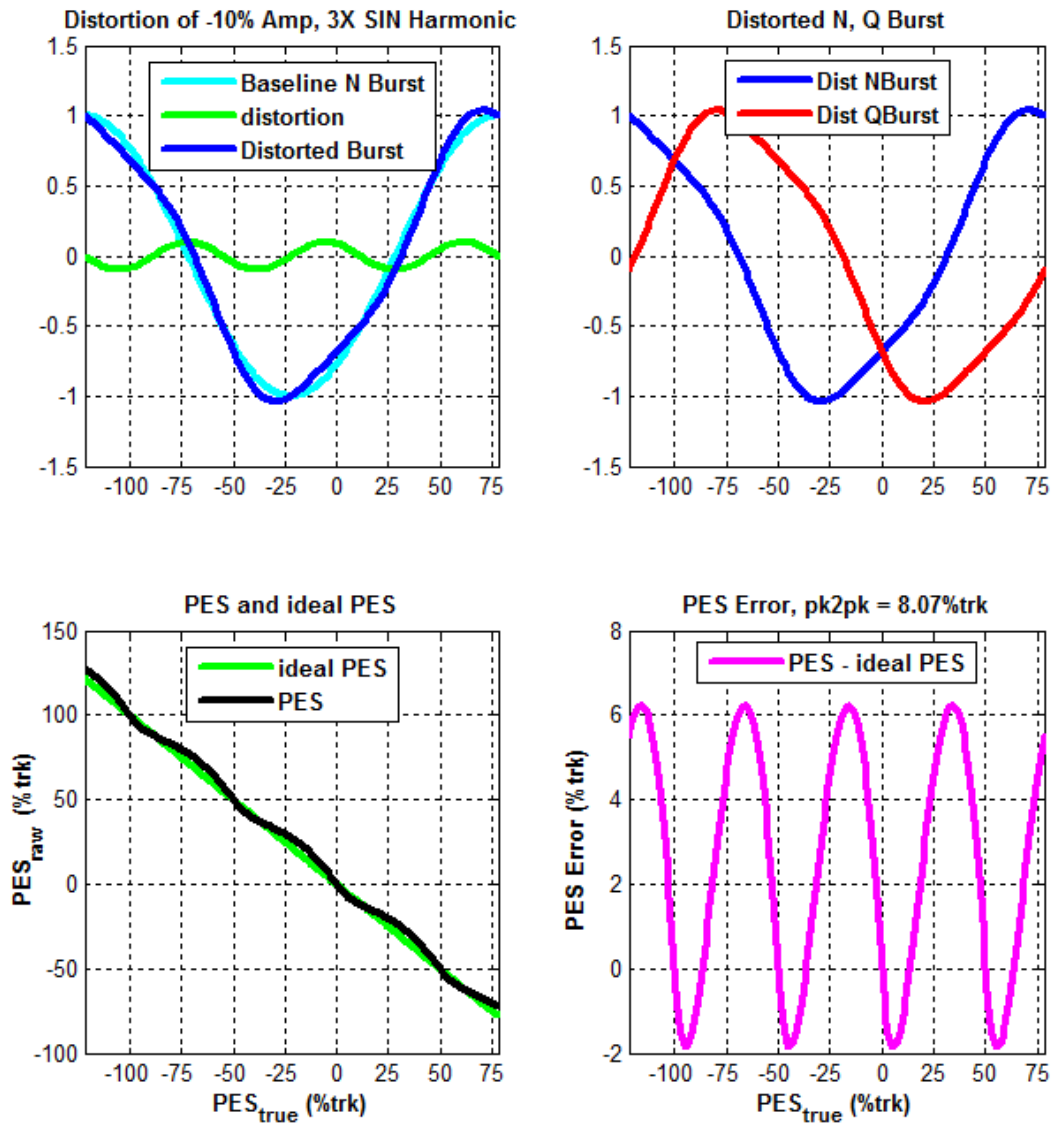 Distortion of -10% Amp, 3X SIN Harmonic
1.5
1
0.5
0
-0.5
-1
-1.5
Baseline N Burst
distortion
Distorted Burst
-100 -75 -50 -25 0 25 50 75
Distorted N, Q Burst
1.5
1
0.5
0
-0.5
-1
-1.5
Dist NBurst
Dist QBurst
-100 -75 -50 -25 0 25 50 75
PES and ideal PES
150
100
50
0
-50
-100
PESraw (%trk)
ideal PES
PES
-100 -75 -50 -25 0 25 50 75
PEStrue (%trk)
PES Error, pk2pk = 8.07%trk
8
6
4
2
0
-2
PES Error (%trk)
PES - ideal PES
-100 -75 -50 -25 0 25 50 75
PEStrue (%trk)